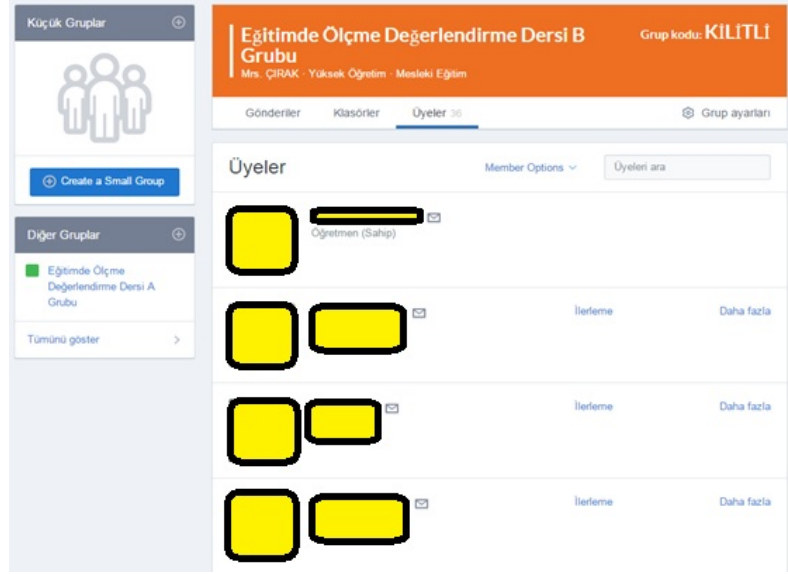 Küçük Gruplar
Create a Small Group
Diğer Gruplar
Eğitimde Ölçme
Değerlendirme Dersi A
Grubu
Tümünü göster
Eğitimde Ölçme Değerlendirme Dersi B
Grubu
Mrs. ÇIRAK · Yüksek Öğretim · Mesleki Eğitim
Grup kodu: KİLİTLİ
Gönderiler Klasörler Üyeler 36 Grup ayarları
Üyeler Member Options Üyeleri ara
Öğretmen (Sahip)
İlerleme Daha fazla
İlerleme Daha fazla
İlerleme Daha fazla